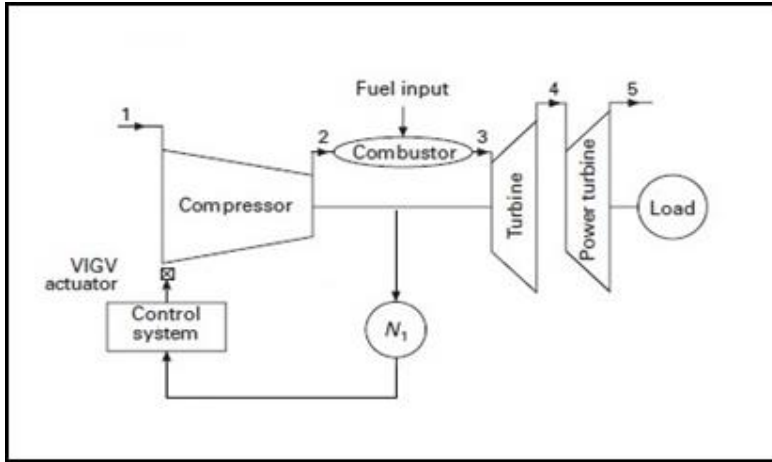 Fuel input
1
2
3
4
5
Combustor
Compressor
Turbine
Power turbine
Load
VIGV
actuator
Control
system
N1